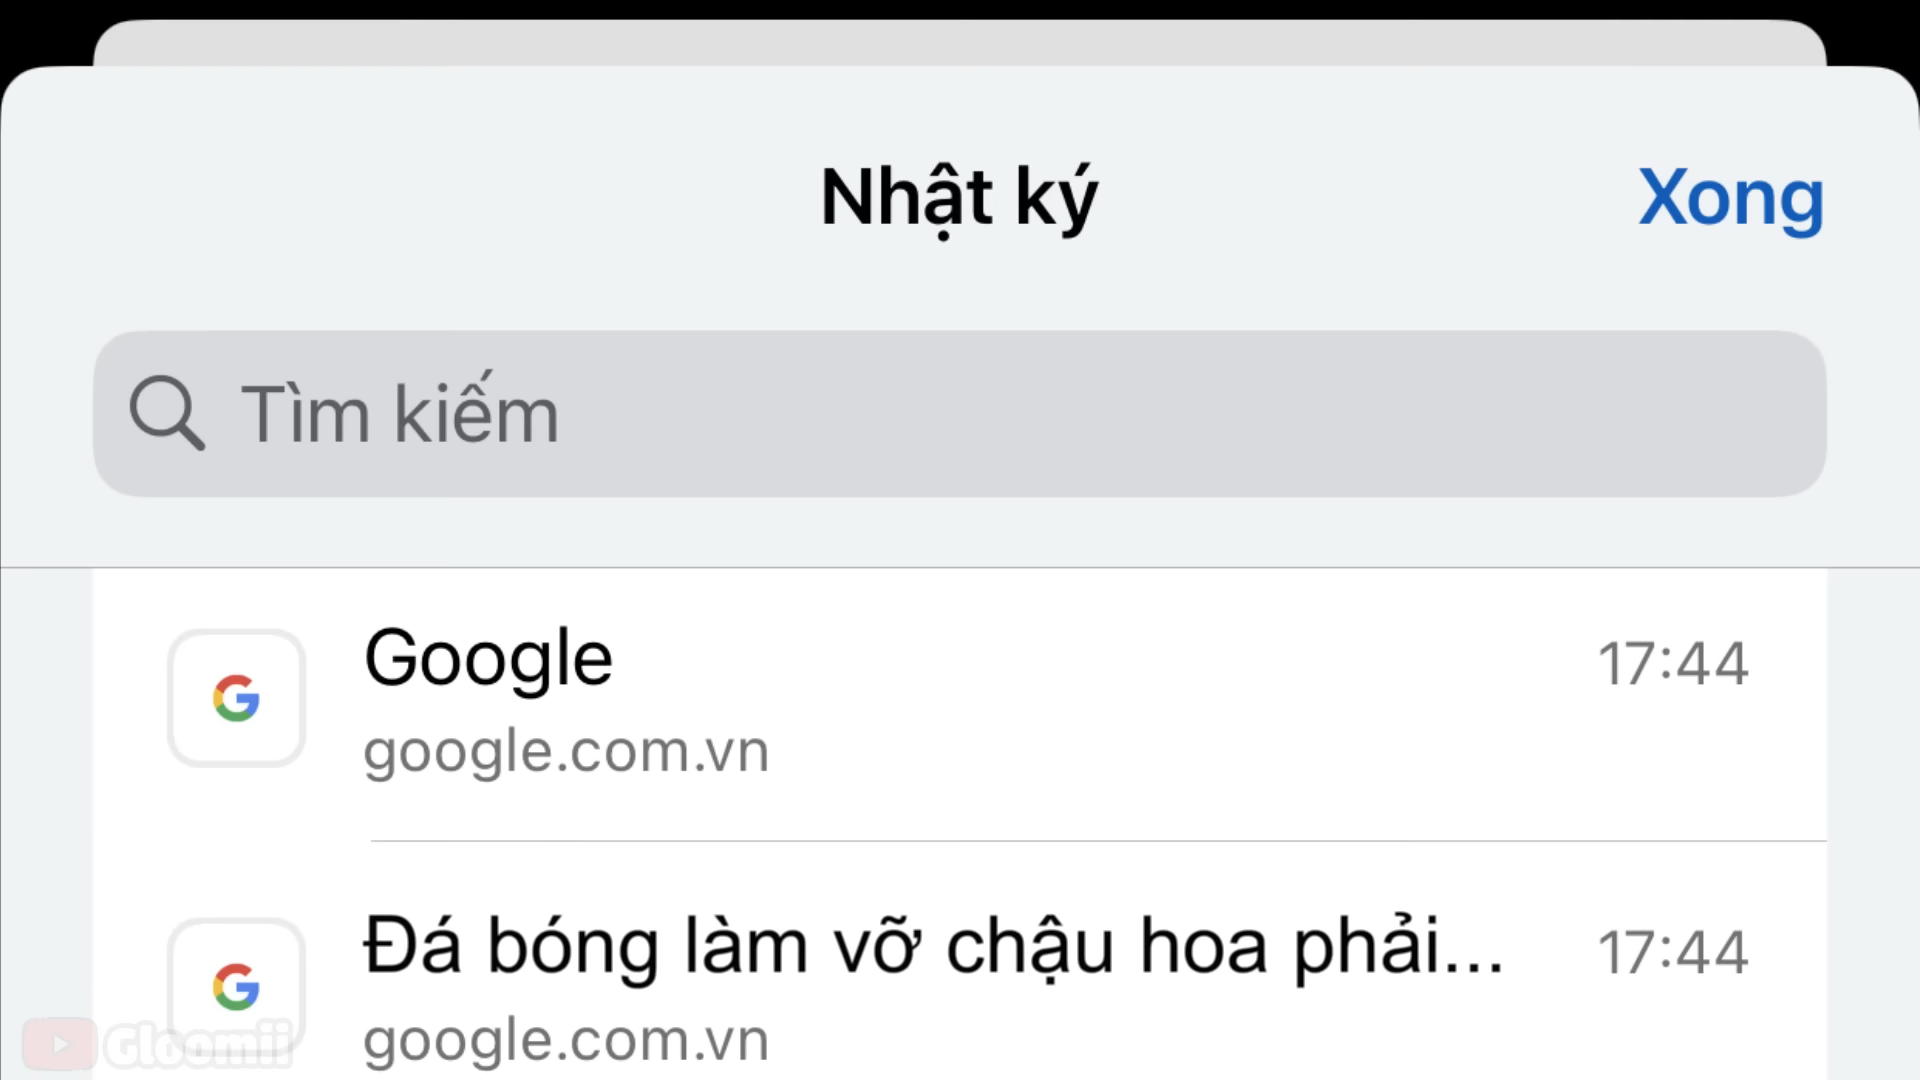 Nhật ký
Xong
Tìm kiếm
Google
17:44
google.com.vn
Đá bóng làm vỡ chậu hoa phải...
17:44
google.com.vn
Gloomii